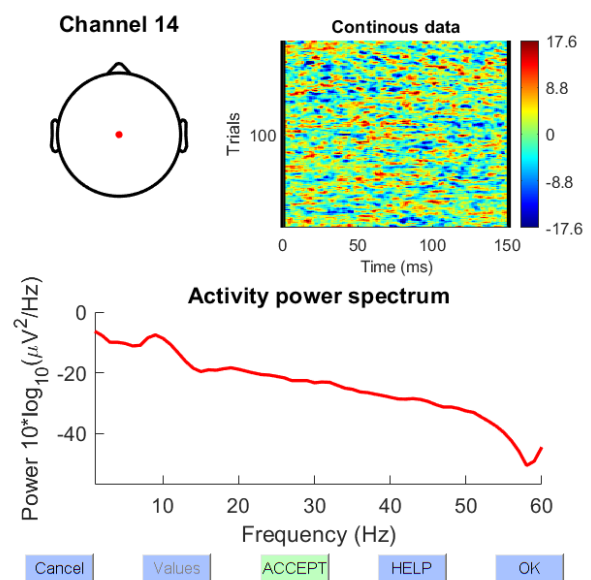 Channel 14
Continous data
Trials
100
17.6
8.8
0
-8.8
-17.6
0 50 100 150
Time (ms)
Activity power spectrum
Power 10*log10(μV2/Hz)
0
-20
-40
10 20 30 40 50 60
Frequency (Hz)
Cancel Values ACCEPT HELP OK